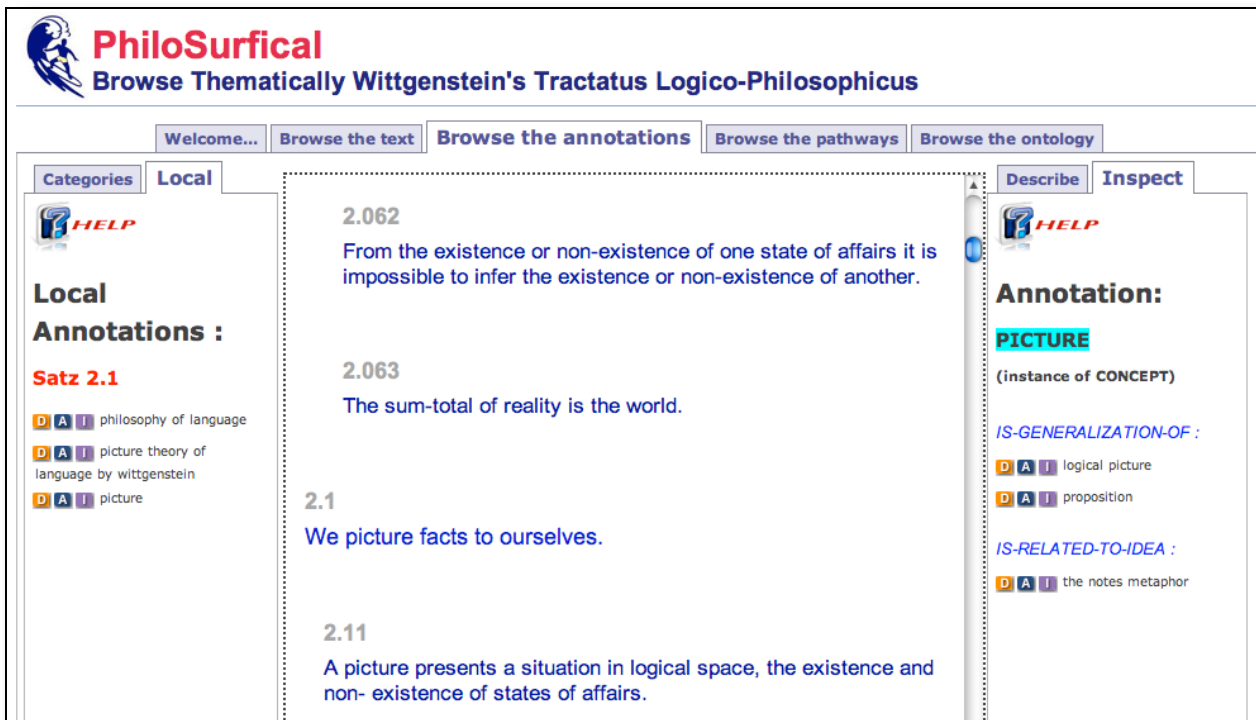 PhiloSurfical
Browse Thematically Wittgenstein's Tractatus Logico-Philosophicus
Welcome... Browse the text Browse the annotations Browse the pathways Browse the ontology
Categories Local
HELP
Local
Annotations :
Satz 2.1
D A I philosophy of language
D A I picture theory of
language by wittgenstein
D A I picture
2.062
From the existence or non-existence of one state of affairs it is
impossible to infer the existence or non-existence of another.
2.063
The sum-total of reality is the world.
2.1
We picture facts to ourselves.
2.11
A picture presents a situation in logical space, the existence and
non- existence of states of affairs.
Describe Inspect
HELP
Annotation:
PICTURE
(instance of CONCEPT)
IS-GENERALIZATION-OF :
D A I logical picture
D A I proposition
IS-RELATED-TO-IDEA :
D A I the notes metaphor